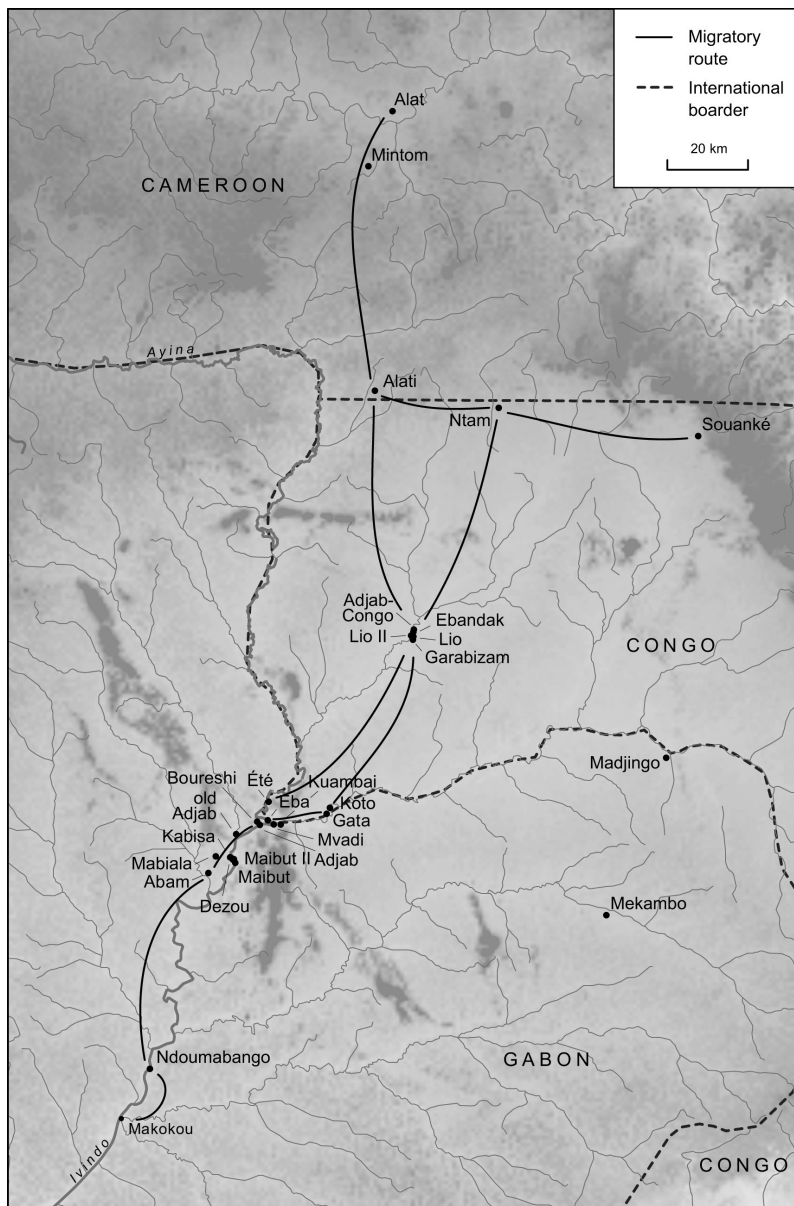 Migratory
route
International
boarder
20 km
Alat
Mintom
CAMEROON
Ayina
Alati
Ntam
Souanké
Adjab-
Congo
Ebandak
Lio II
Lio
Garabizam
CONGO
Madjingo
Boureshi
Été
Kuambai
old
Adjab
Eba
Koto
Gata
Kabisa
Mvadi
Mabiala
Maibut II
Adjab
Abam
Maibut
Dezou
Mekambo
Ndoumabango
GABON
Makokou
Ivindo
CONGO